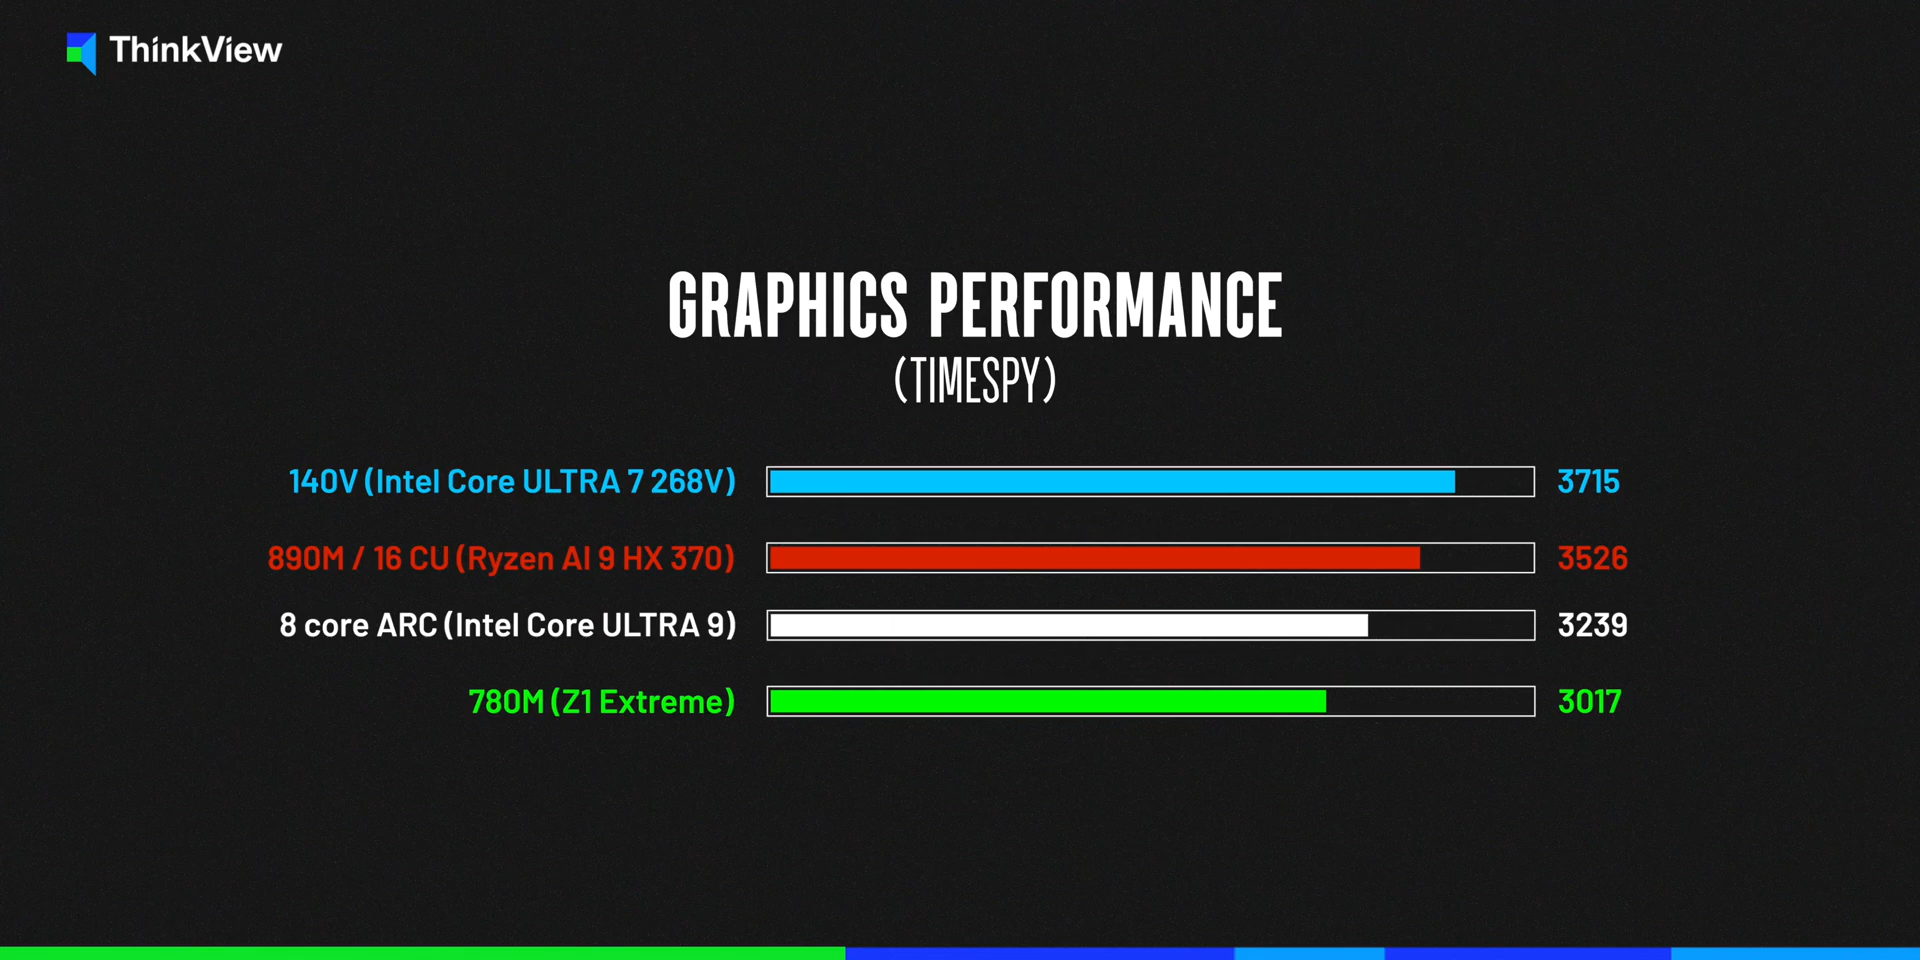 ThinkView
GRAPHICS PERFORMANCE
(TIMESPY)
140V (Intel Core ULTRA 7 268V) 3715
890M / 16 CU (Ryzen AI 9 HX 370) 3526
8 core ARC (Intel Core ULTRA 9) 3239
780M (Z1 Extreme) 3017